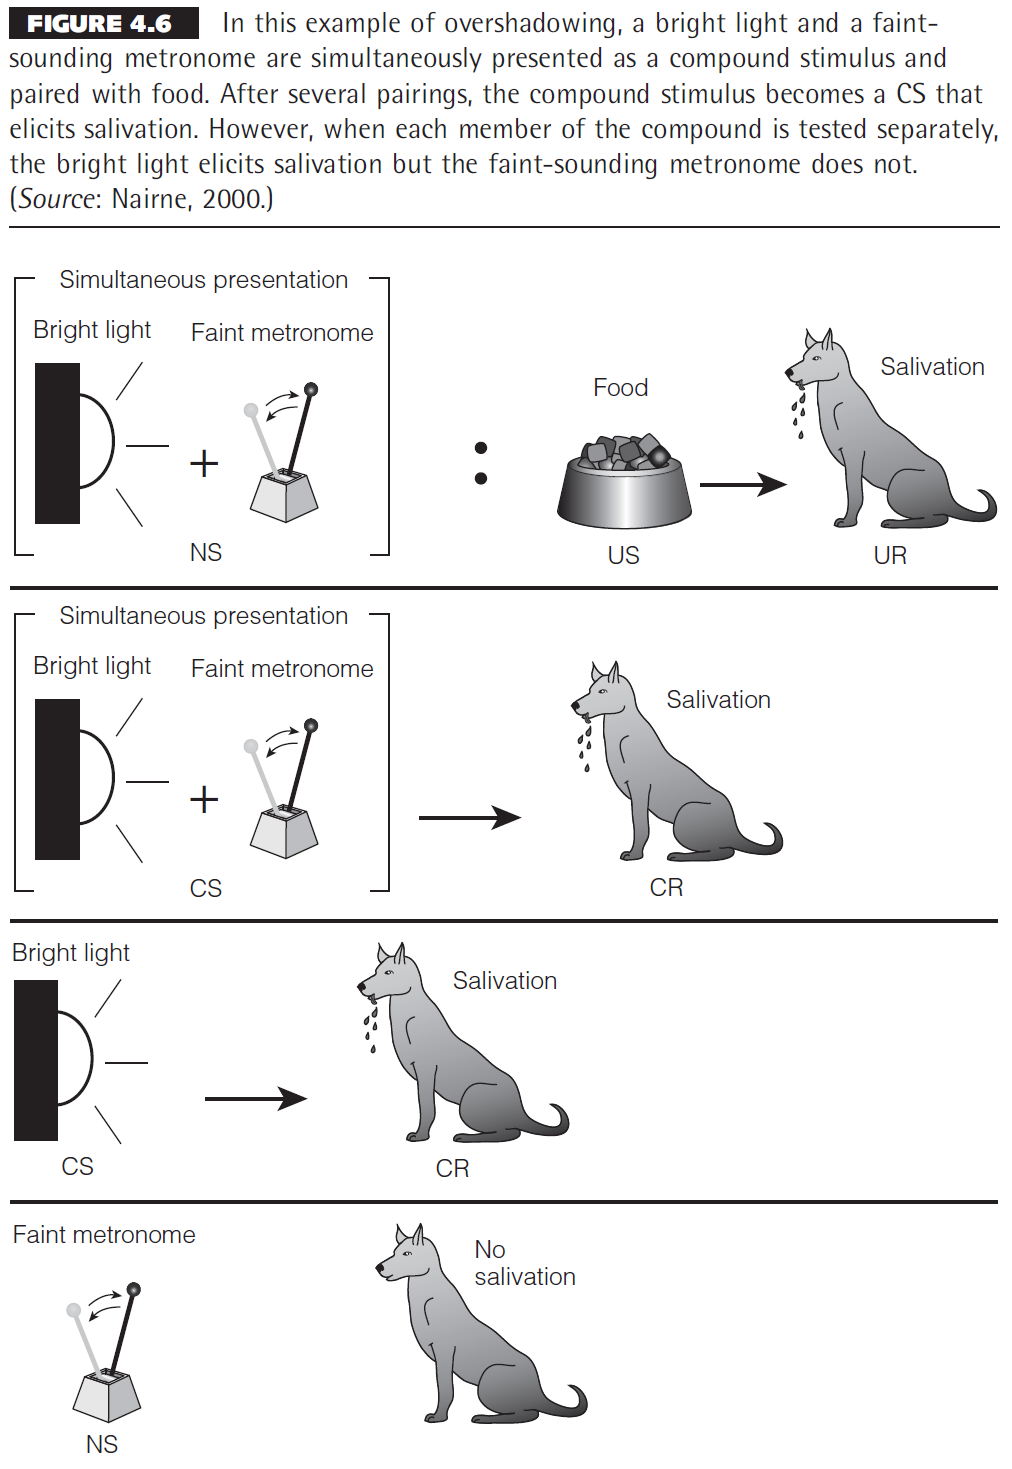 FIGURE 4.6 In this example of overshadowing, a bright light and a faint-
sounding metronome are simultaneously presented as a compound stimulus and
paired with food. After several pairings, the compound stimulus becomes a CS that
elicits salivation. However, when each member of the compound is tested separately,
the bright light elicits salivation but the faint-sounding metronome does not.
(Source: Nairne, 2000.)
Simultaneous presentation
Bright light
Faint metronome
+
NS
:
Food
US
Salivation
UR
Simultaneous presentation
Bright light
Faint metronome
+
CS
Salivation
CR
Bright light
CS
Salivation
CR
Faint metronome
NS
No
salivation